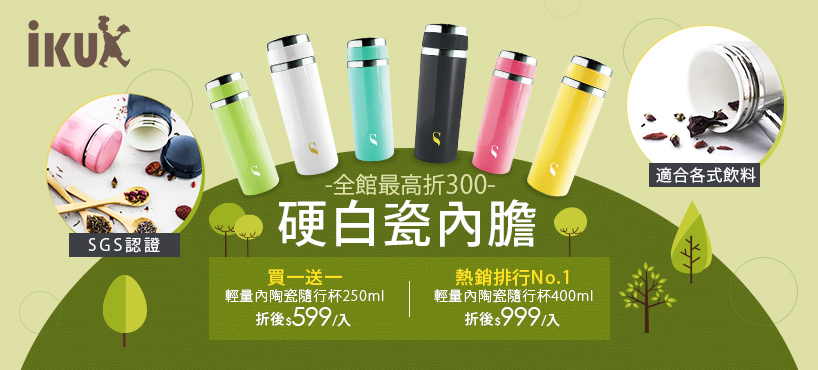 iKUK
SGS認證
適合各式飲料
-全館最高折300-
硬白瓷內膽
買一送一
輕量內陶瓷隨行杯250ml
折後$599/入
熱銷排行No.1
輕量內陶瓷隨行杯400ml
折後$999/入